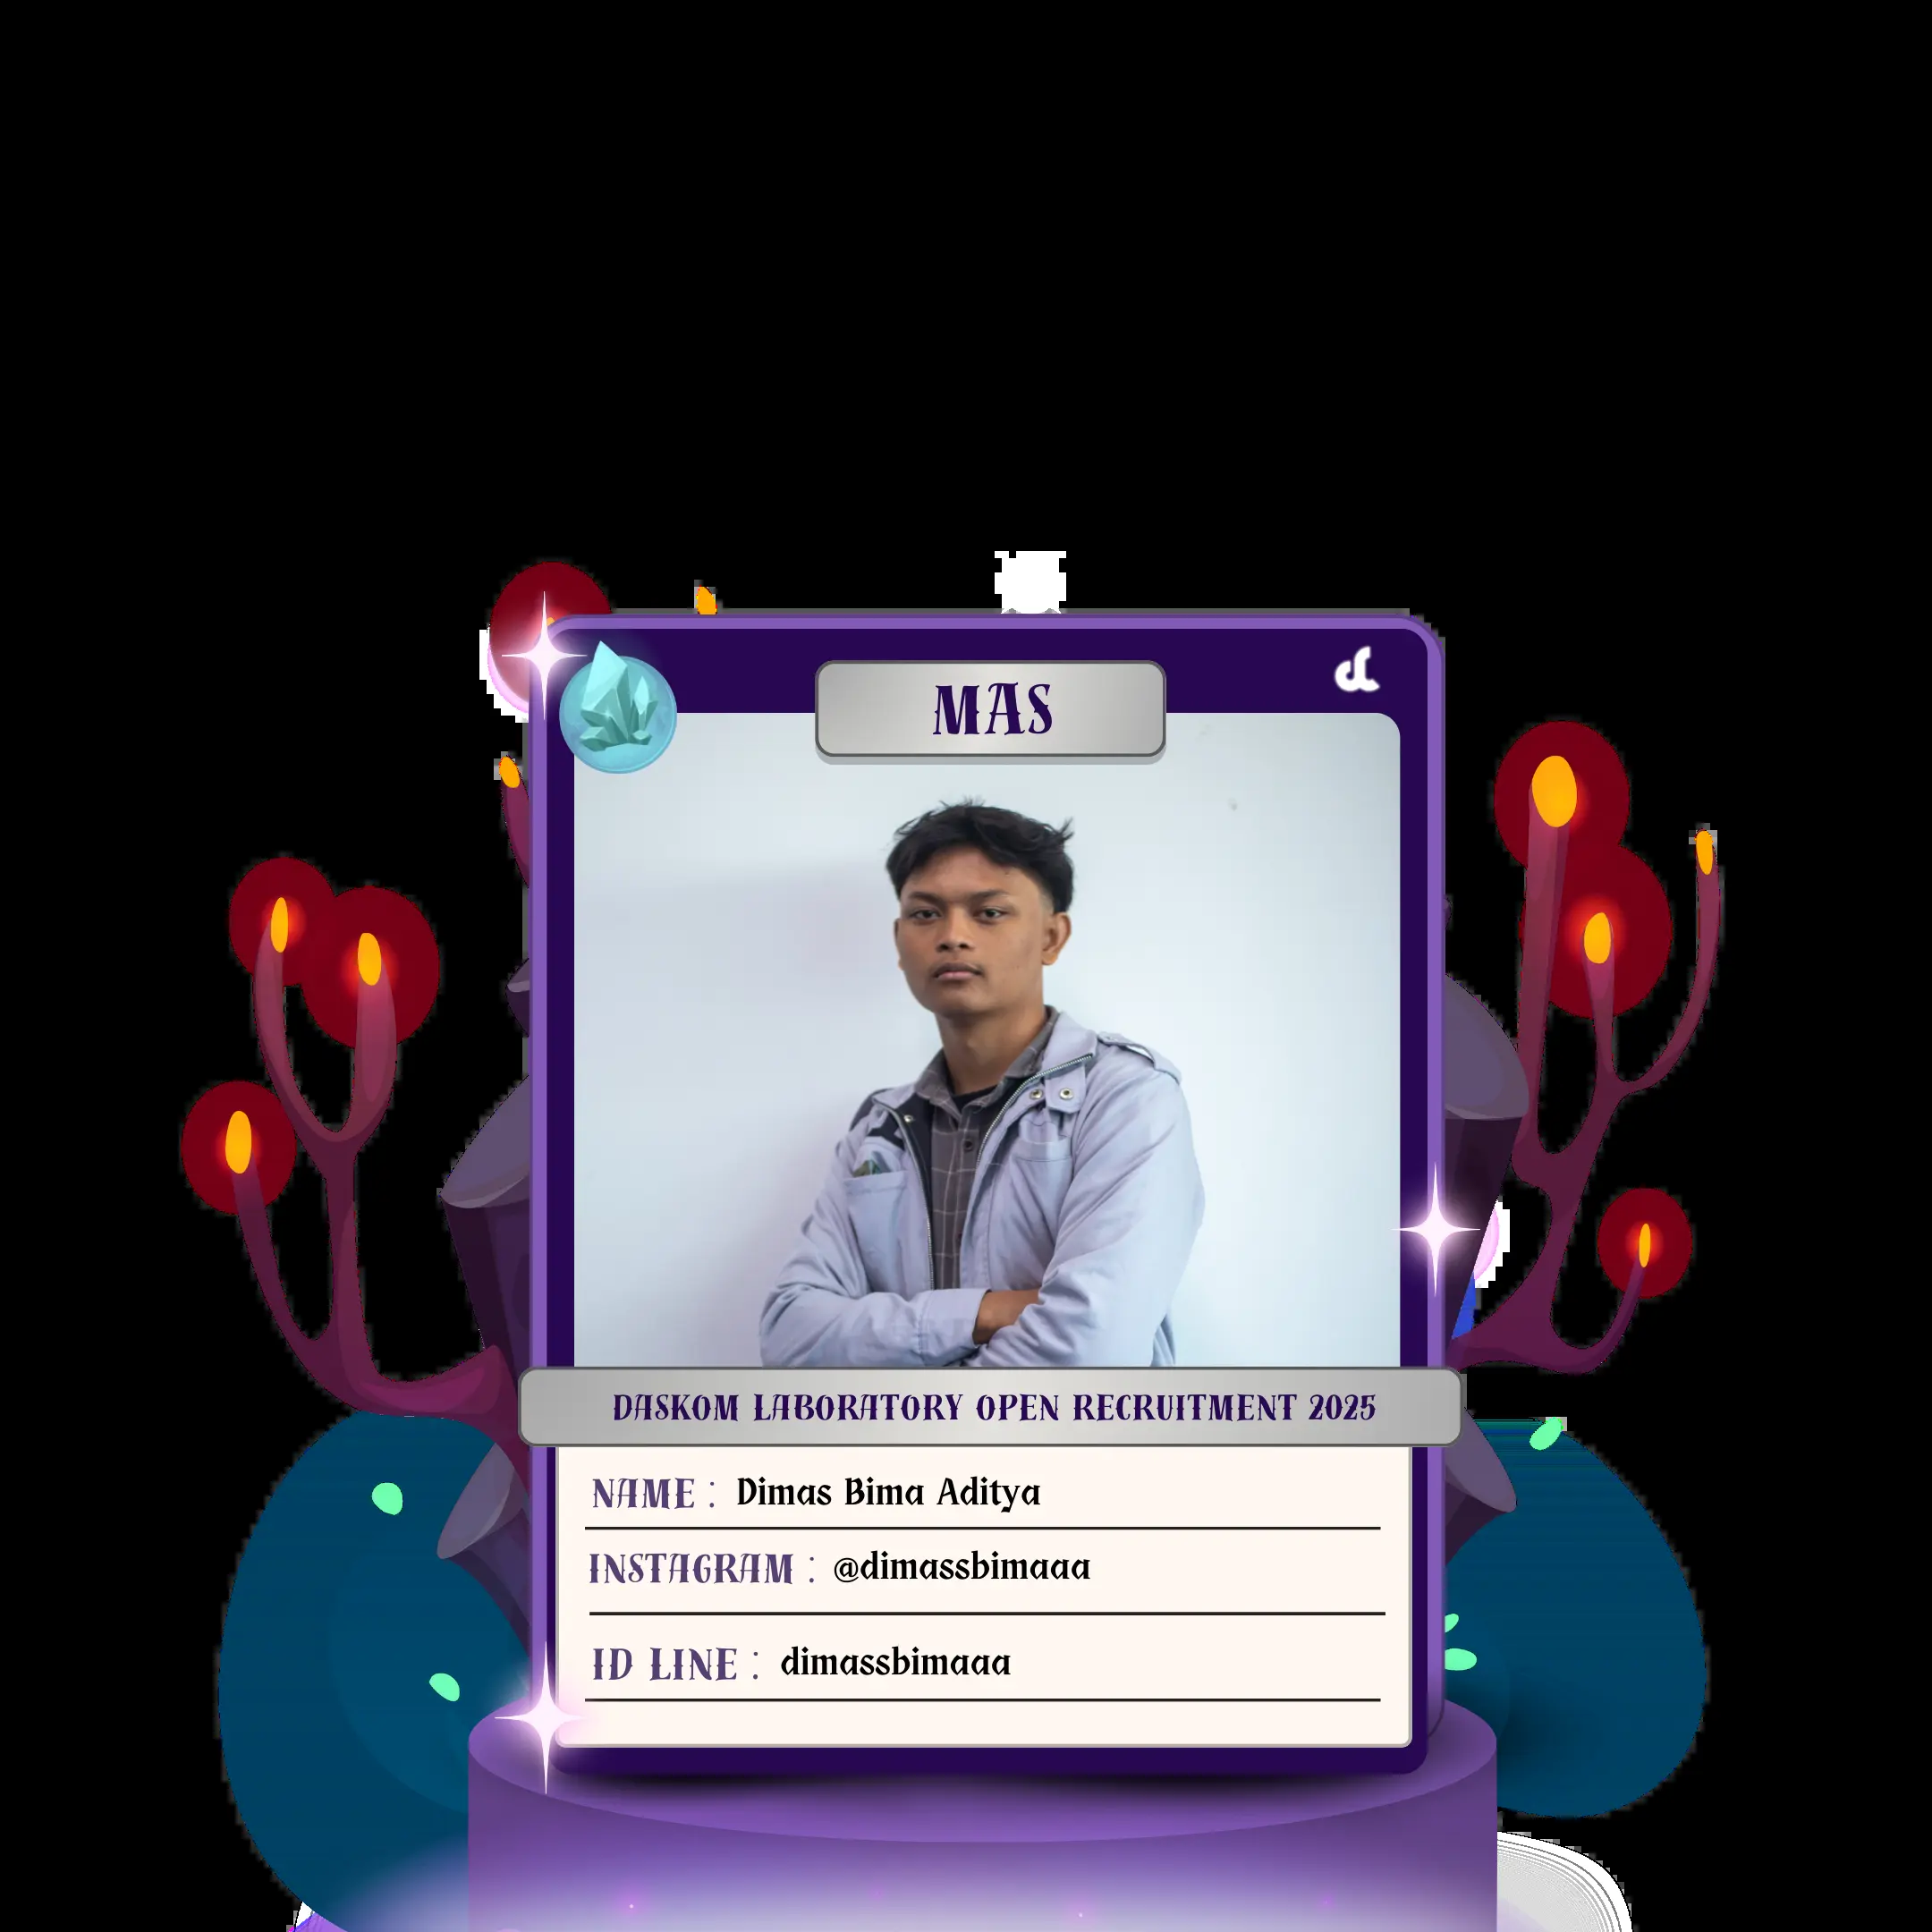 MAS
DASKOM LABORATORY OPEN RECRUITMENT 2025
NAME : Dimas Bima Aditya
INSTAGRAM : @dimassbimaaa
ID LINE : dimassbimaaa